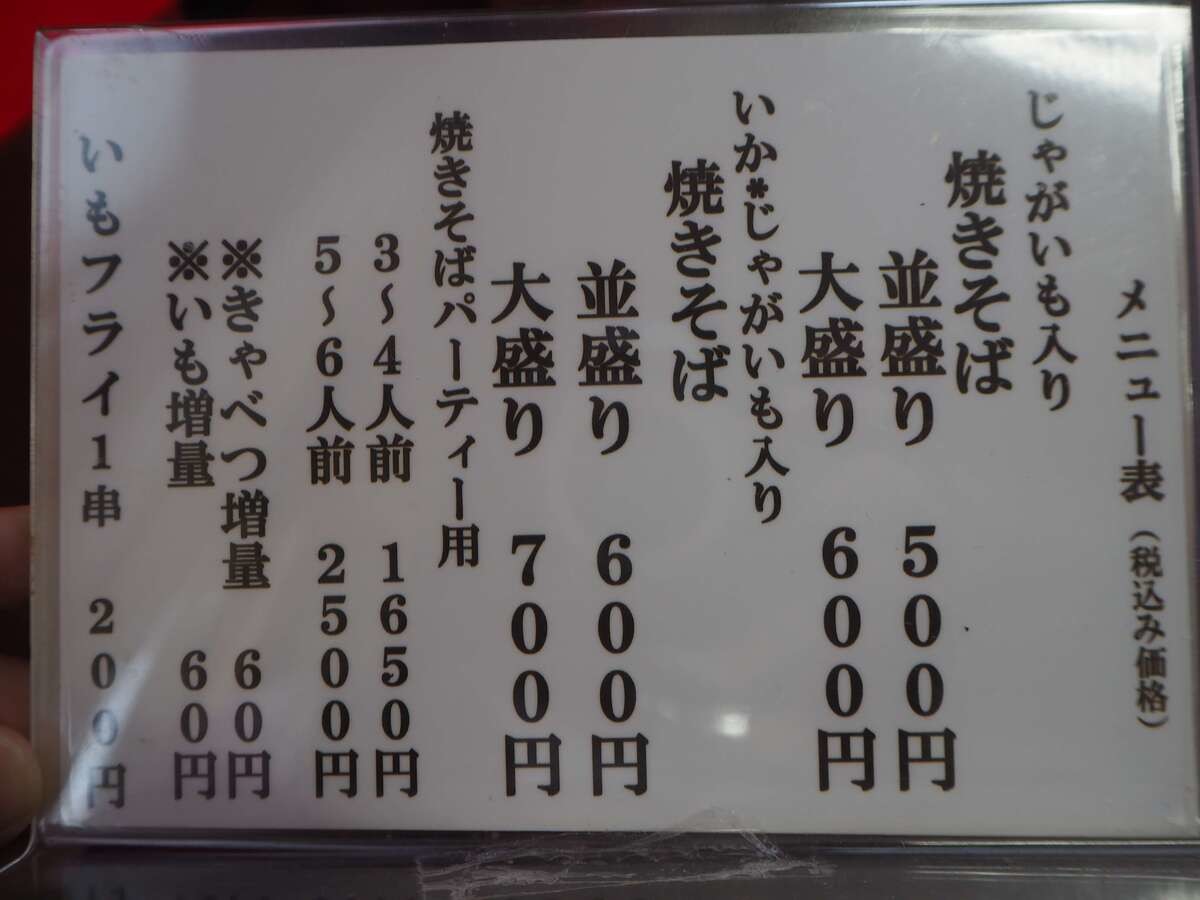 メニュー表（税込み価格）
じゃがいも入り
焼きそば
並盛り 500円
大盛り 600円
いか*じゃがいも入り
焼きそば
並盛り 600円
大盛り 700円
焼きそばパーティー用
3〜4人前 1650円
5〜6人前 2500円
※きゃべつ増量 60円
※いも増量 60円
いもフライ1串 200円